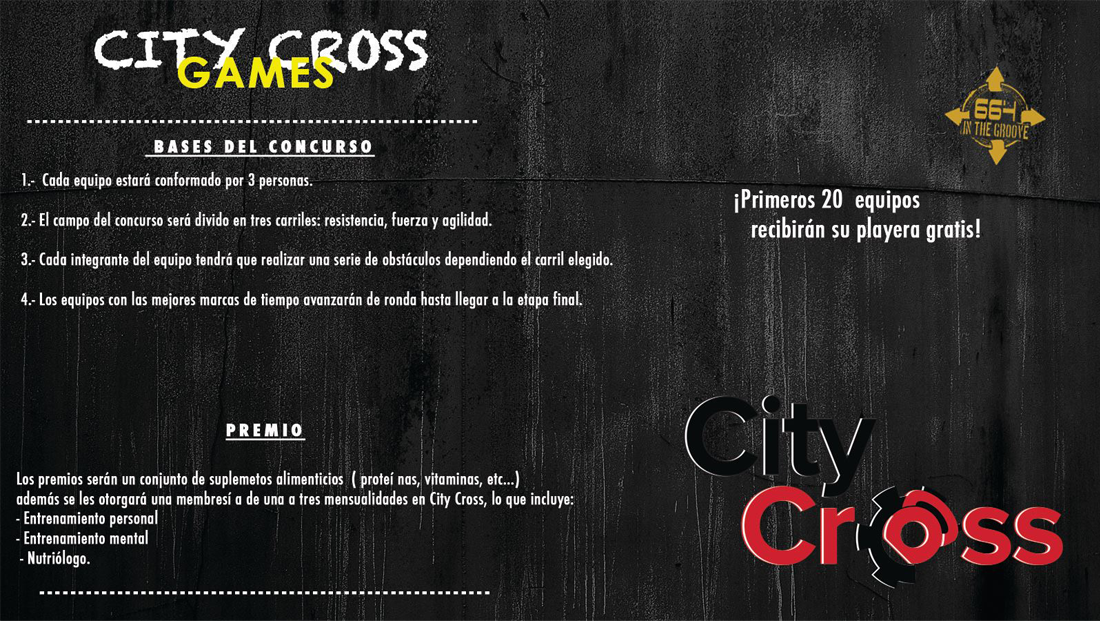 CITY CROSS
GAMES
BASES DEL CONCURSO
1.- Cada equipo estará conformado por 3 personas.
2.- El campo del concurso será divido en tres carriles: resistencia, fuerza y agilidad.
3.- Cada integrante del equipo tendrá que realizar una serie de obstáculos dependiendo el carril elegido.
4.- Los equipos con las mejores marcas de tiempo avanzarán de ronda hasta llegar a la etapa final.
PREMIO
Los premios serán un conjunto de suplemetos alimenticios ( proteí nas, vitaminas, etc...)
además se les otorgará una membresí a de una a tres mensualidades en City Cross, lo que incluye:
- Entrenamiento personal
- Entrenamiento mental
- Nutriólogo.
664
IN THE GROOVE
¡Primeros 20 equipos
recibirán su playera gratis!
City
Cross